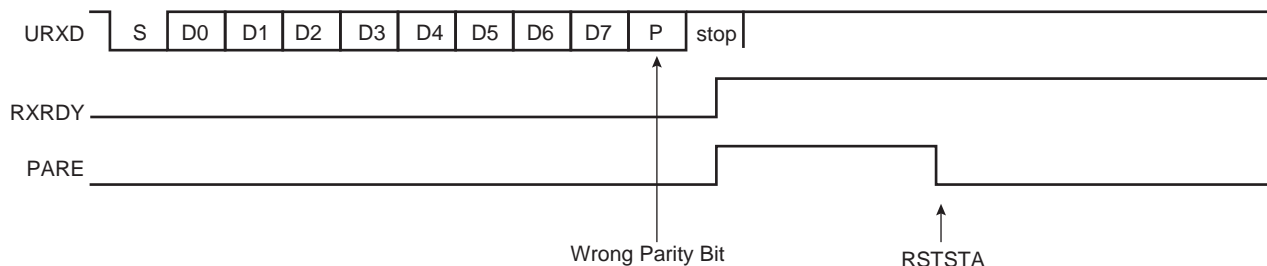 URXD S D0 D1 D2 D3 D4 D5 D6 D7 P stop
RXRDY
PARE
Wrong Parity Bit RSTSTA